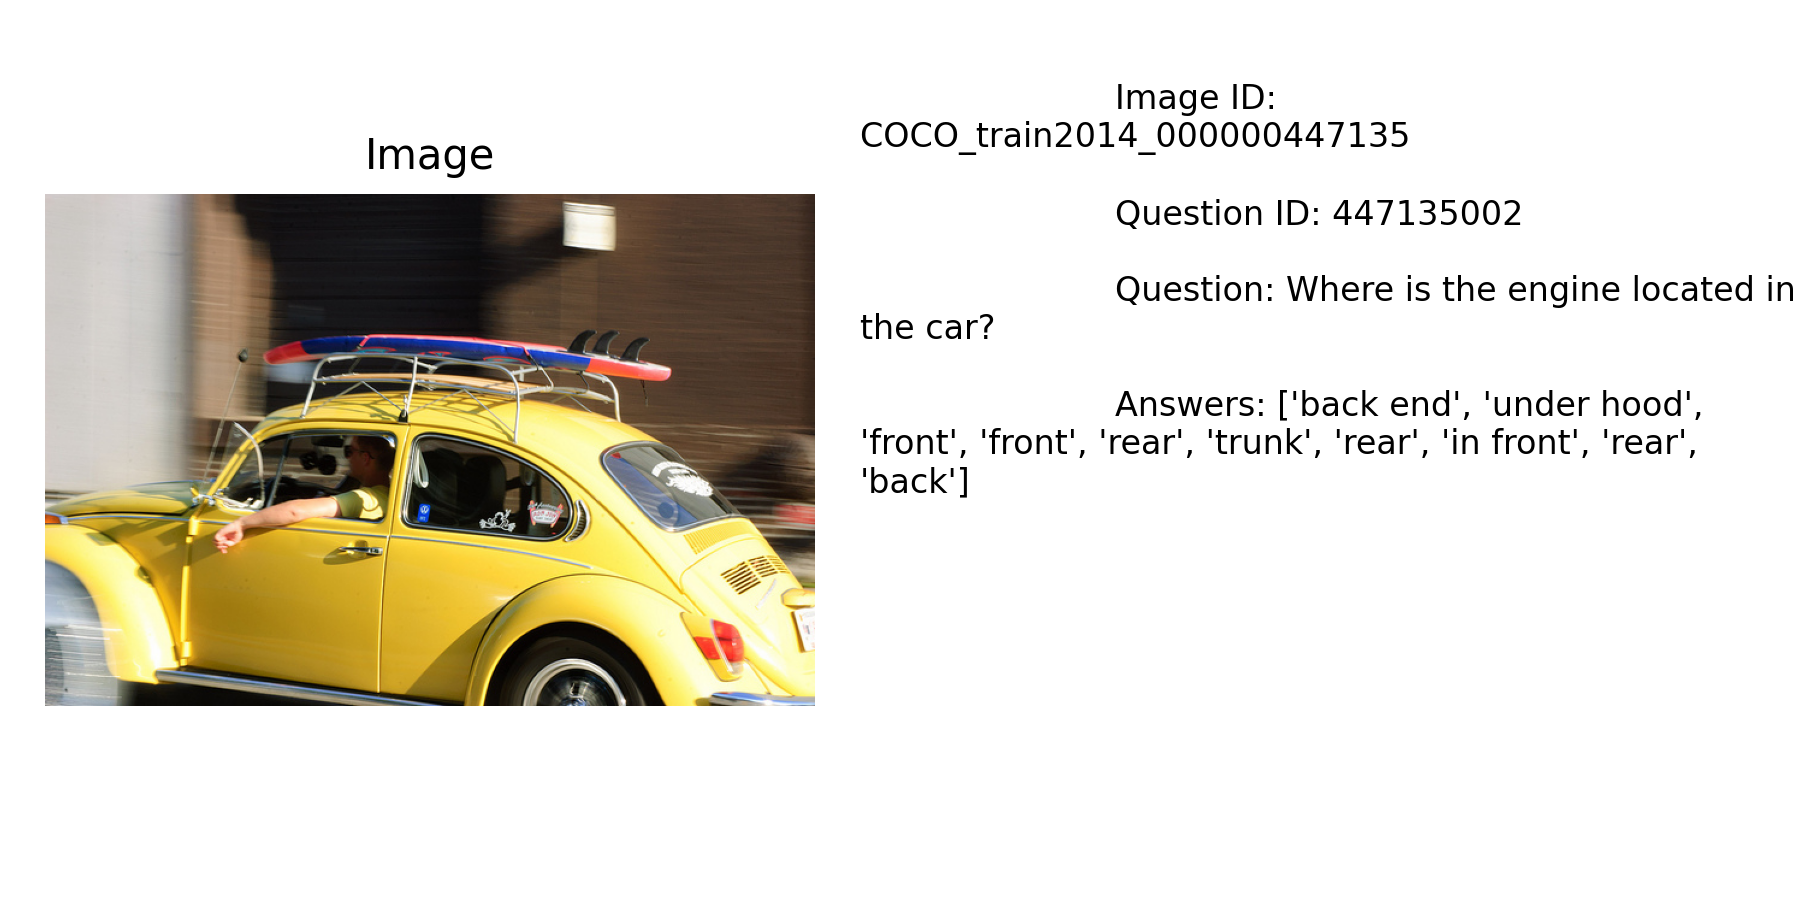 Image
Image ID:
COCO_train2014_000000447135
Question ID: 447135002
Question: Where is the engine located in
the car?
Answers: ['back end', 'under hood',
'front', 'front', 'rear', 'trunk', 'rear', 'in front', 'rear',
'back']